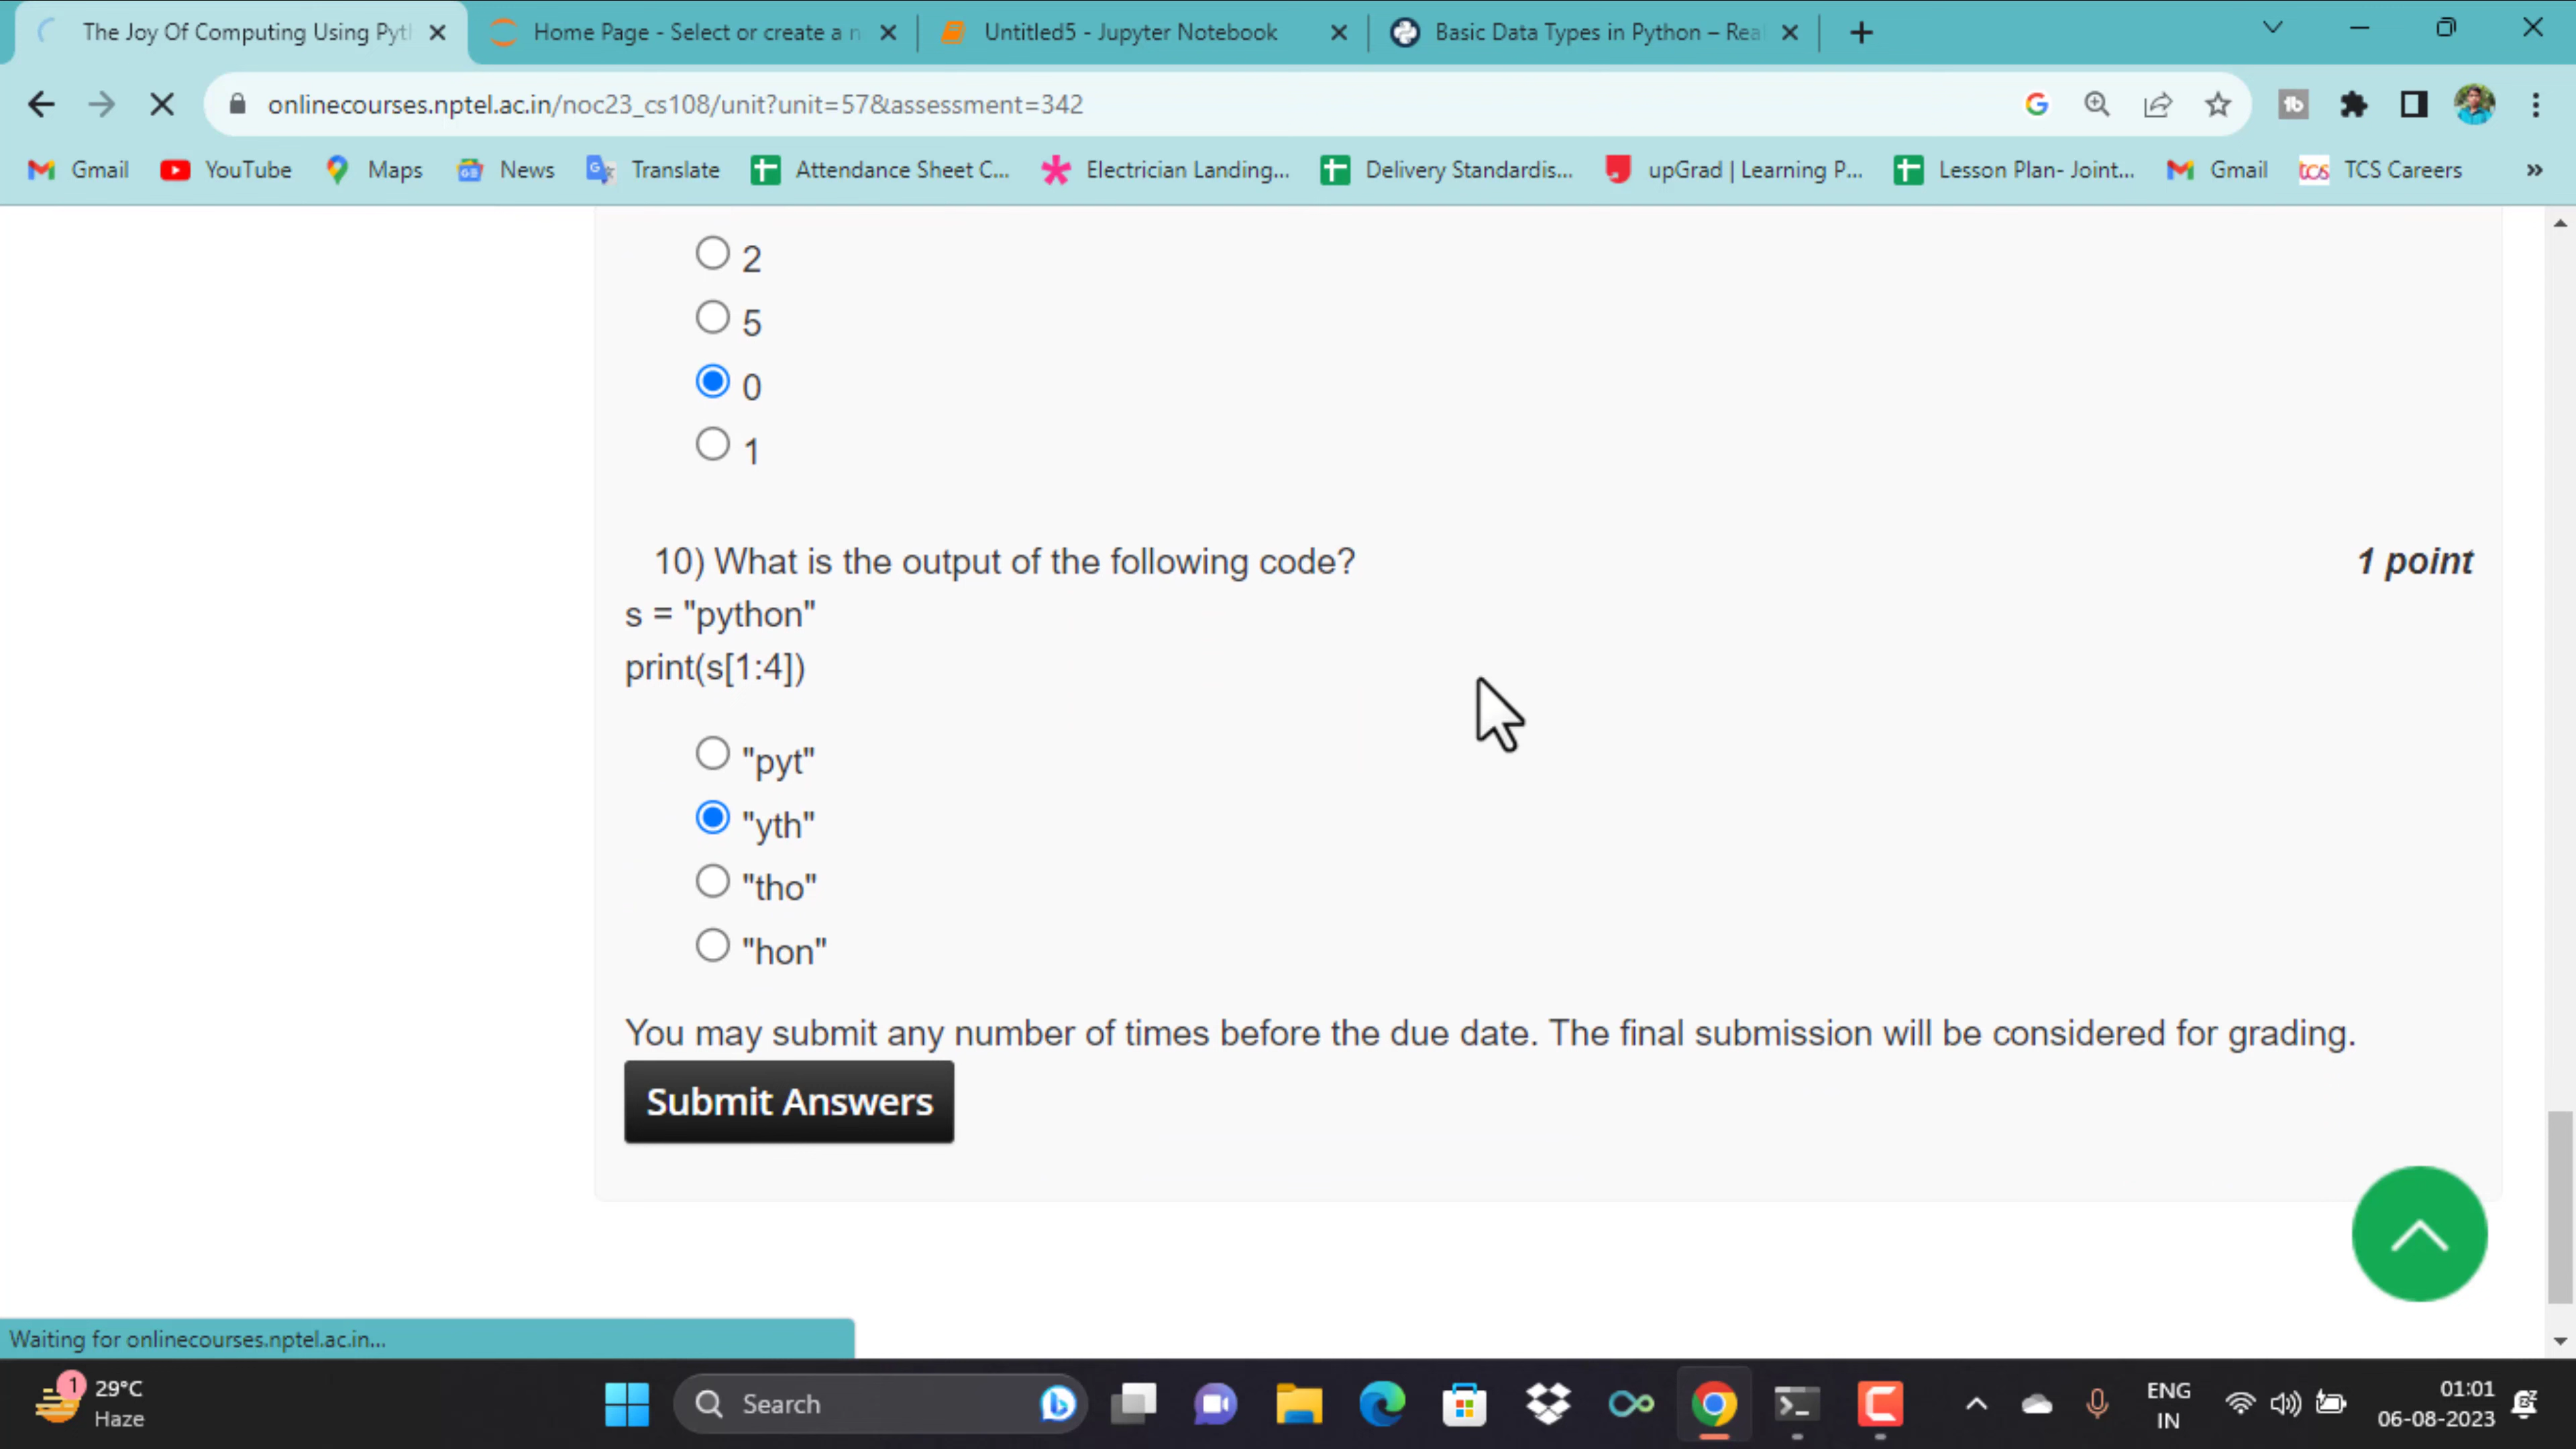 The Joy Of Computing Using Pyt
Home Page - Select or create a n
Untitled5 - Jupyter Notebook
Basic Data Types in Python – Rea
onlinecourses.nptel.ac.in/noc23_cs108/unit?unit=57&assessment=342
Gmail
YouTube
Maps
News
Translate
Attendance Sheet C...
Electrician Landing...
Delivery Standardis...
upGrad | Learning P...
Lesson Plan- Joint...
Gmail
tcs
TCS Careers
»
2
5
0
1
10) What is the output of the following code?
1 point
s = "python"
print(s[1:4])
"pyt"
"yth"
"tho"
"hon"
You may submit any number of times before the due date. The final submission will be considered for grading.
Submit Answers
Waiting for onlinecourses.nptel.ac.in...
1
29°C
Haze
Search
ENG
IN
01:01
06-08-2023